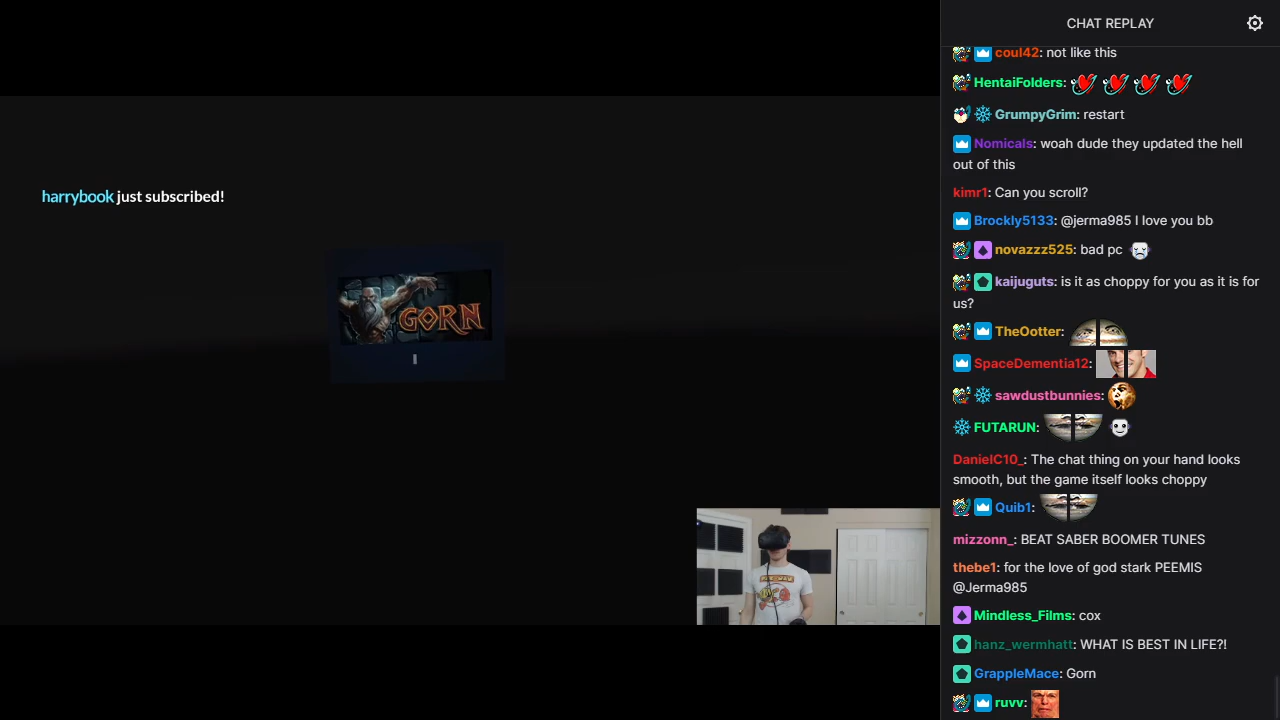 CHAT REPLAY
coul42: not like this
HentaiFolders:
GrumpyGrim: restart
Nomicals: woah dude they updated the hell
out of this
kimr1: Can you scroll?
Brockly5133: @jerma985 I love you bb
novazzz525: bad pc
kaijuguts: is it as choppy for you as it is for
us?
TheOotter:
SpaceDementia12:
sawdustbunnies:
FUTARUN:
DanielC10_: The chat thing on your hand looks
smooth, but the game itself looks choppy
Quib1:
mizzonn_: BEAT SABER BOOMER TUNES
thebe1: for the love of god stark PEEMIS
@Jerma985
Mindless_Films: cox
hanz_wermhatt: WHAT IS BEST IN LIFE?!
GrappleMace: Gorn
ruvv:
harrybook just subscribed!
GORN